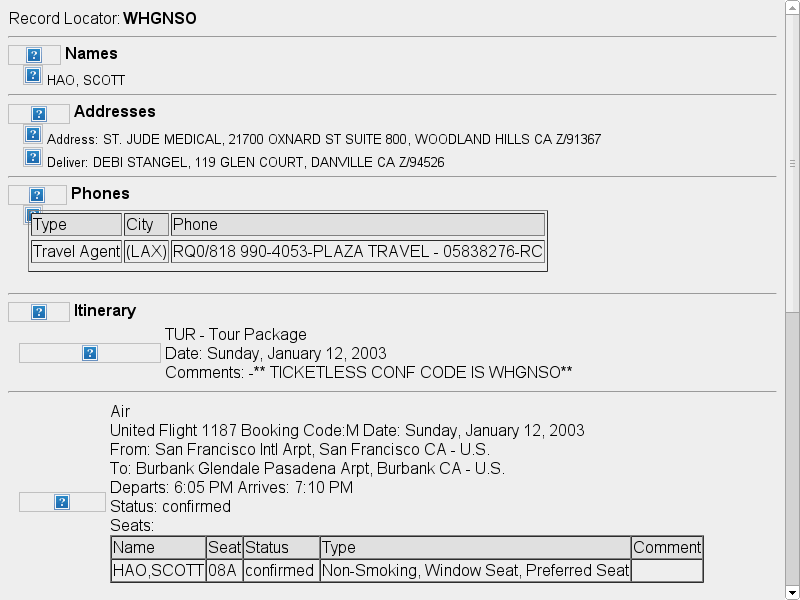 Record Locator: WHGNSO
Names
HAO, SCOTT
Addresses
Address: ST. JUDE MEDICAL, 21700 OXNARD ST SUITE 800, WOODLAND HILLS CA Z/91367
Deliver: DEBI STANGEL, 119 GLEN COURT, DANVILLE CA Z/94526
Phones
Type City Phone
Travel Agent (LAX) RQ0/818 990-4053-PLAZA TRAVEL - 05838276-RC
Itinerary
TUR - Tour Package
Date: Sunday, January 12, 2003
Comments: -** TICKETLESS CONF CODE IS WHGNSO**
Air
United Flight 1187 Booking Code:M Date: Sunday, January 12, 2003
From: San Francisco Intl Arpt, San Francisco CA - U.S.
To: Burbank Glendale Pasadena Arpt, Burbank CA - U.S.
Departs: 6:05 PM Arrives: 7:10 PM
Status: confirmed
Seats:
Name Seat Status Type Comment
HAO,SCOTT 08A confirmed Non-Smoking, Window Seat, Preferred Seat